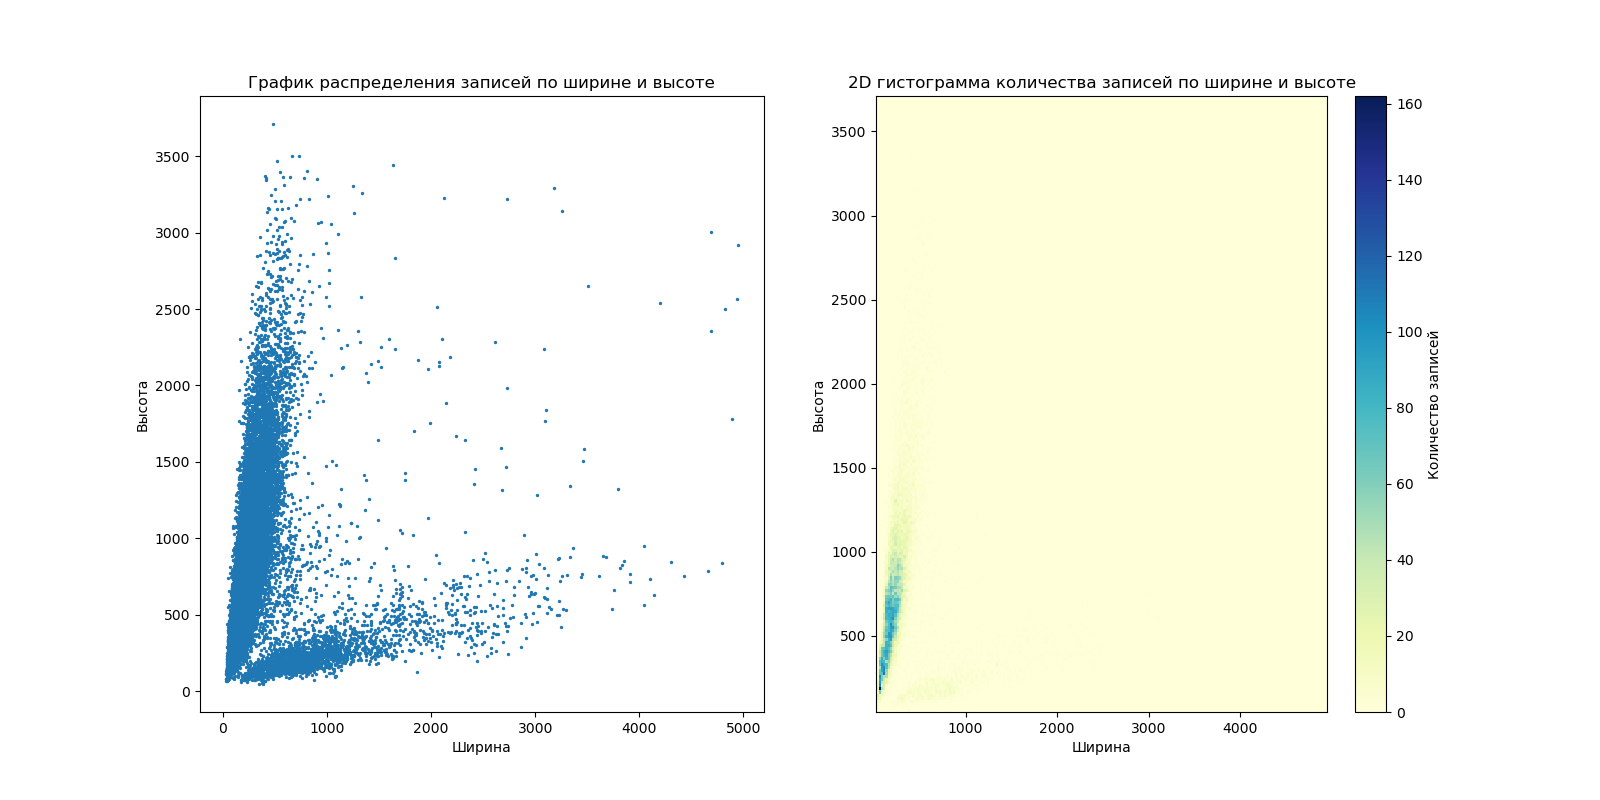 График распределения записей по ширине и высоте
3500
3000
2500
2000
1500
1000
500
0
Высота
0 1000 2000 3000 4000 5000
Ширина
2D гистограмма количества записей по ширине и высоте
3500
3000
2500
2000
1500
1000
500
Высота
1000 2000 3000 4000
Ширина
160
140
120
100
80
60
40
20
0
Количество записей